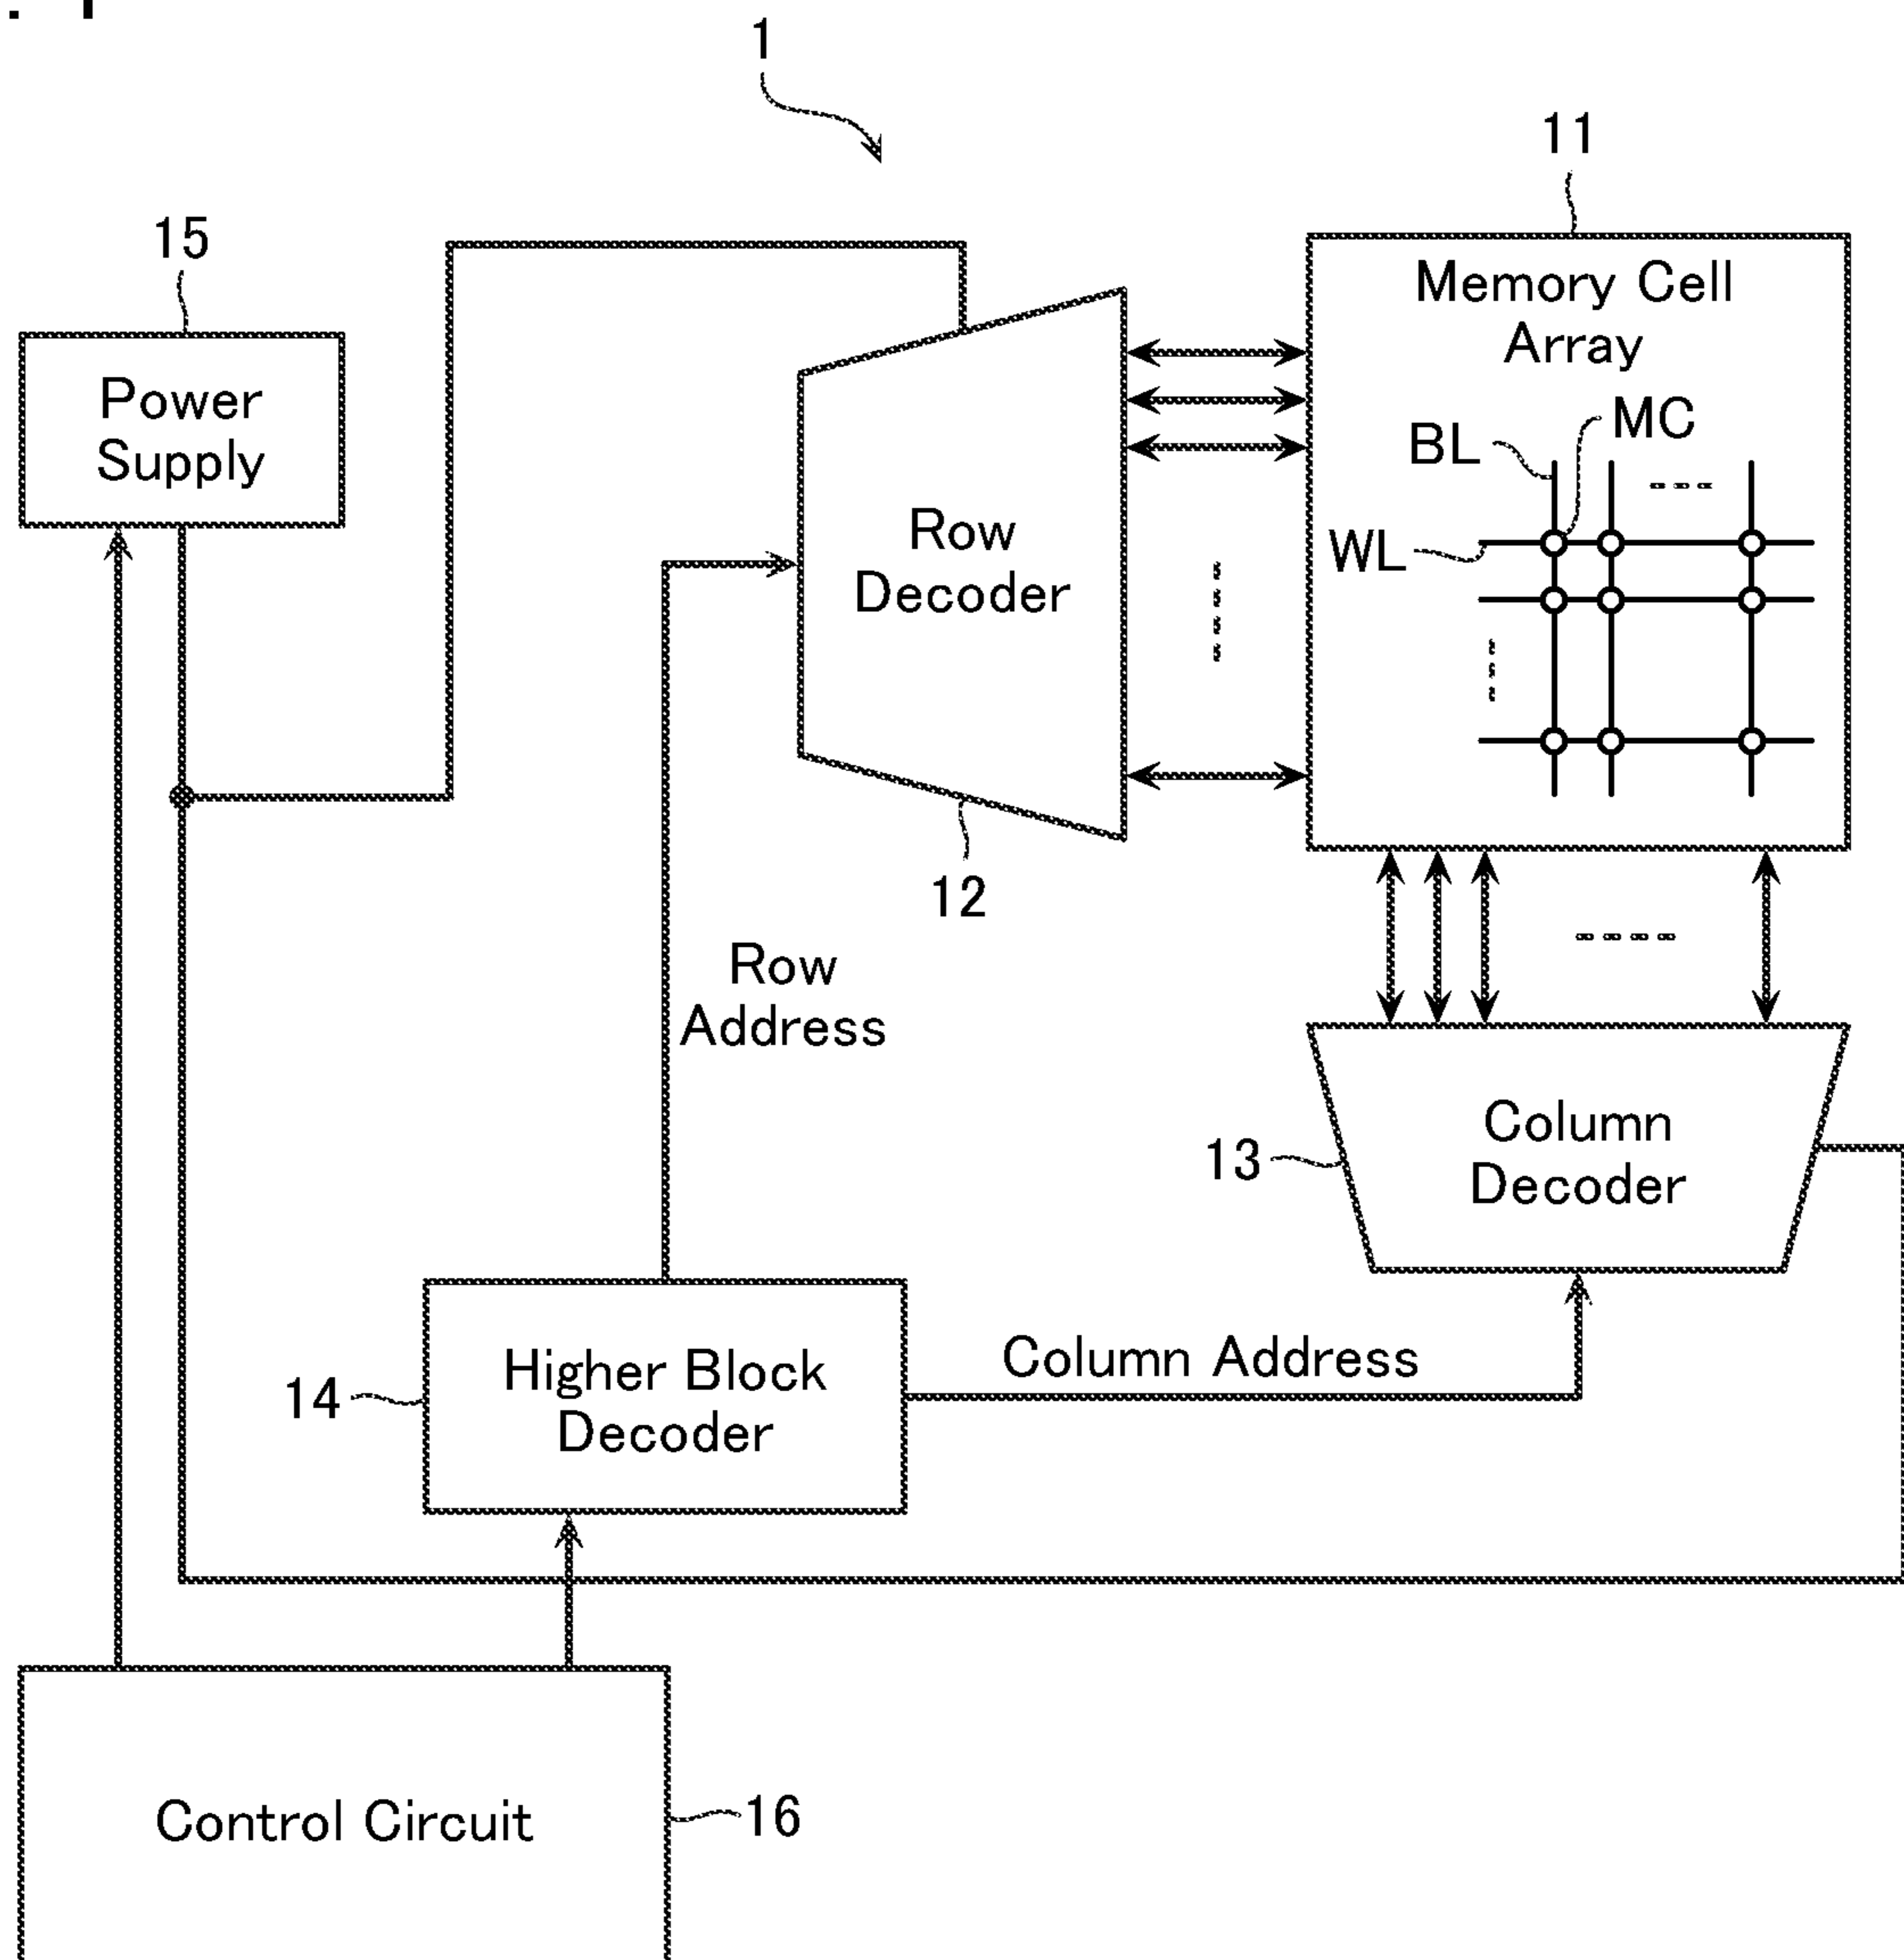 . 1
1
11
15
Memory Cell
Array
Power
Supply
MC
BL
WL
Row
Decoder
12
Row
Address
Column
Decoder
13
Higher Block
Decoder
Column Address
14
Control Circuit
16